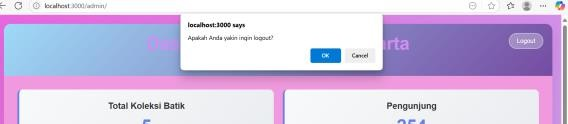 localhost:3000/admin/
localhost:3000 says
Apakah Anda yakin ingin logout?
OK Cancel
Logout
Total Koleksi Batik
Pengunjung